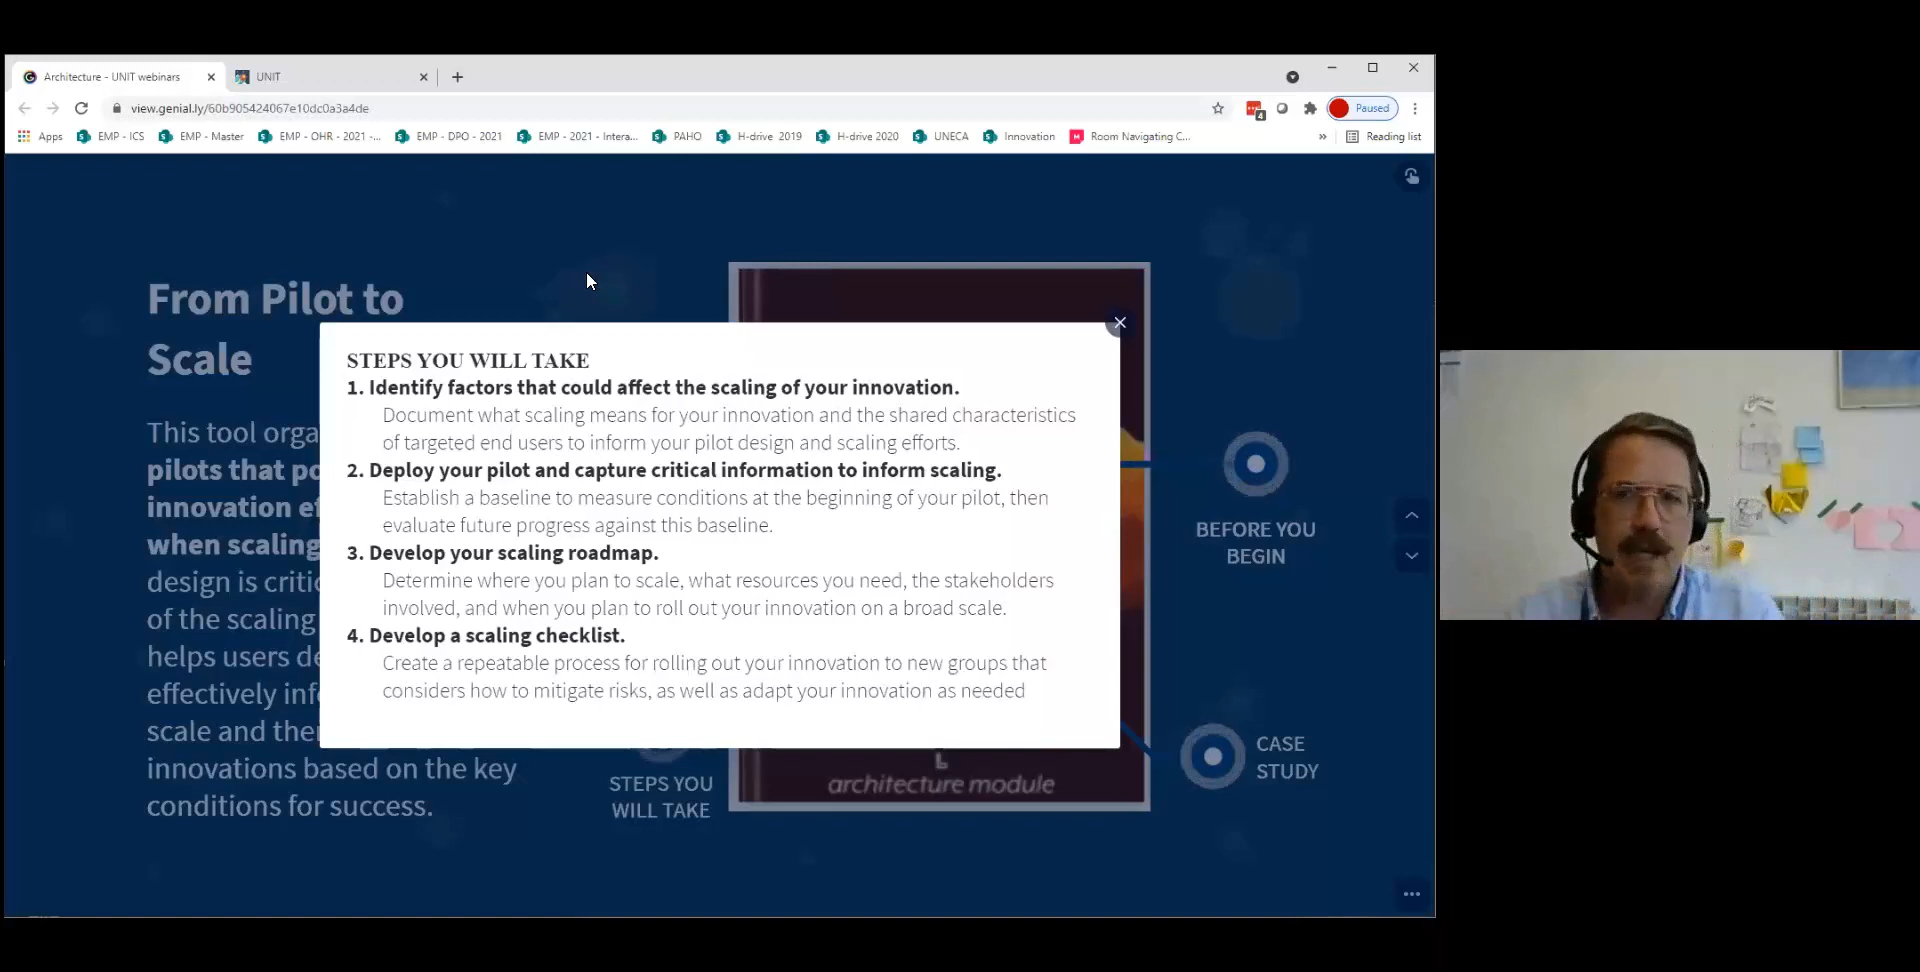 Architecture - UNIT webinars
UNIT
view.genial.ly/60b905424067e10dc0a3a4de
4
Paused
Apps
EMP - ICS
EMP - Master
EMP - OHR - 2021 -...
EMP - DPO - 2021
EMP - 2021 - Intera...
PAHO
H-drive 2019
H-drive 2020
UNECA
Innovation
Room Navigating C...
»
Reading list
From Pilot to
Scale
This tool orga
pilots that po
innovation ef
when scaling
design is critic
of the scaling
helps users de
effectively info
scale and then
innovations based on the key
conditions for success.
STEPS YOU WILL TAKE
1. Identify factors that could affect the scaling of your innovation.
Document what scaling means for your innovation and the shared characteristics
of targeted end users to inform your pilot design and scaling efforts.
2. Deploy your pilot and capture critical information to inform scaling.
Establish a baseline to measure conditions at the beginning of your pilot, then
evaluate future progress against this baseline.
3. Develop your scaling roadmap.
Determine where you plan to scale, what resources you need, the stakeholders
involved, and when you plan to roll out your innovation on a broad scale.
4. Develop a scaling checklist.
Create a repeatable process for rolling out your innovation to new groups that
considers how to mitigate risks, as well as adapt your innovation as needed
STEPS YOU
WILL TAKE
architecture module
BEFORE YOU
BEGIN
CASE
STUDY